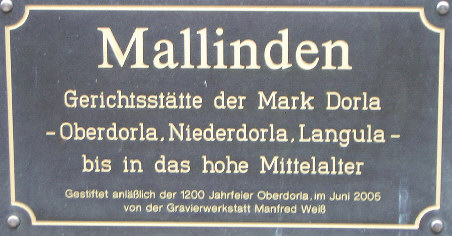 Mallinden
Gerichtsstätte der Mark Dorla
-Oberdorla, Niederdorla, Langula-
bis in das hohe Mittelalter
Gestiftet anläßlich der 1200 Jahrfeier Oberdorla, im Juni 2005
von der Gravierwerkstatt Manfred Weiß